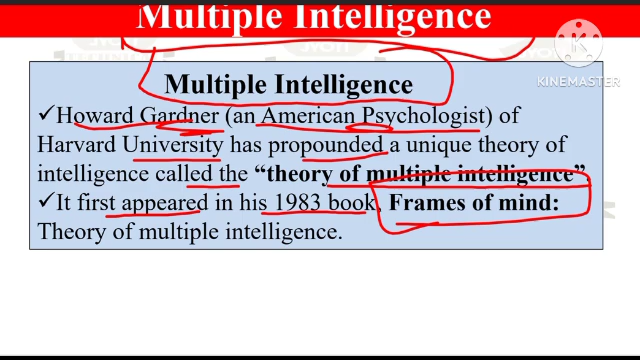 Multiple Intelligence
KINEMASTER
Multiple Intelligence
✓Howard Gardner (an American Psychologist) of
Harvard University has propounded a unique theory of
intelligence called the “theory of multiple intelligence”
✓It first appeared in his 1983 book, Frames of mind:
Theory of multiple intelligence.